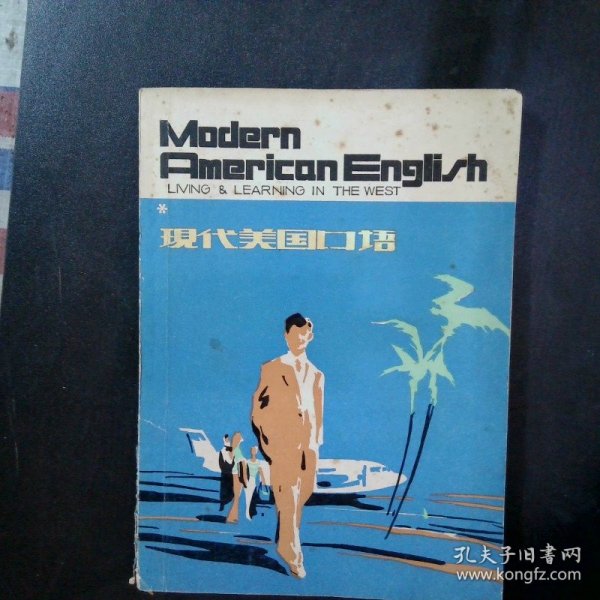 Modern
American English
LIVING & LEARNING IN THE WEST
*
現代美国口语
孔夫子旧书网
www.kongfz.com